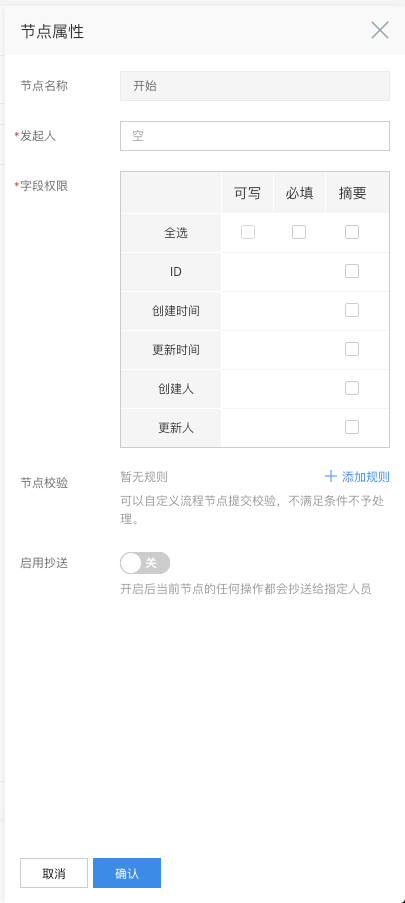 节点属性
节点名称
开始
*发起人
空
*字段权限
可写 必填 摘要
全选
ID
创建时间
更新时间
创建人
更新人
节点校验
暂无规则
添加规则
可以自定义流程节点提交校验，不满足条件不予处
理。
启用抄送
关
开启后当前节点的任何操作都会抄送给指定人员
取消
确认